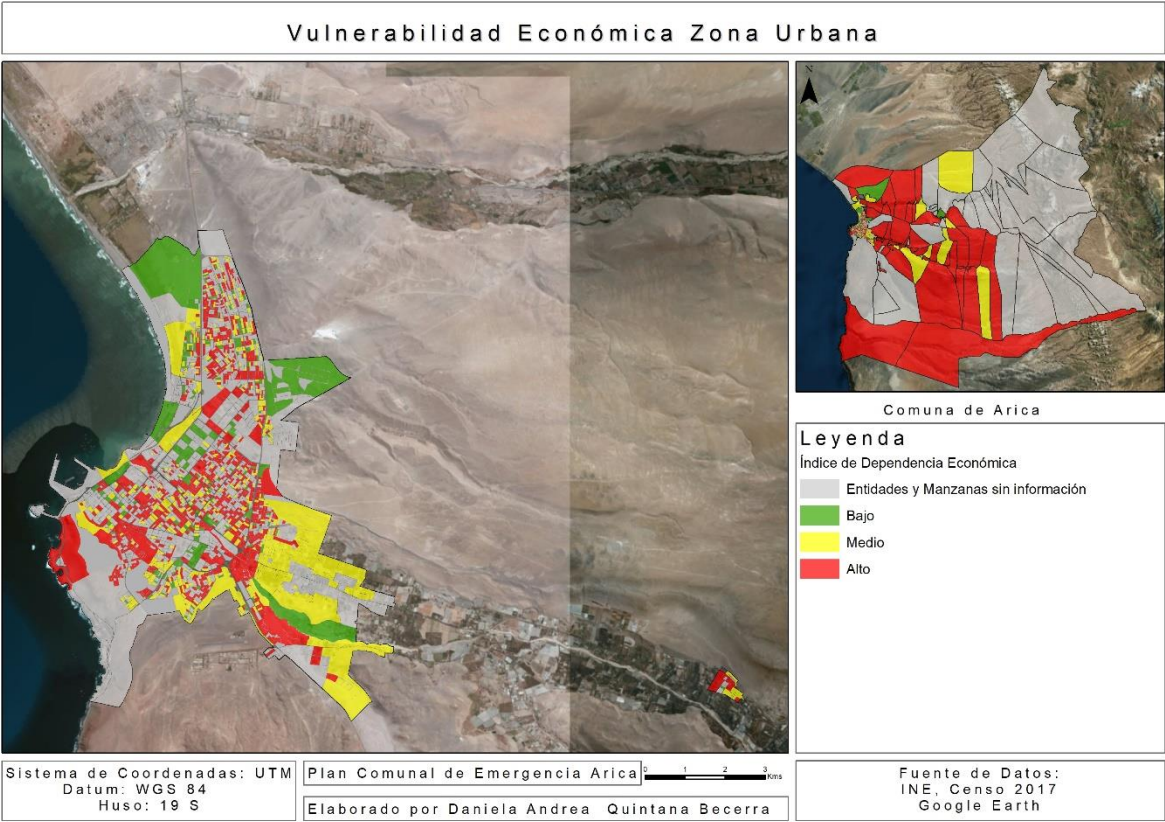 Vulnerabilidad Económica Zona Urbana
N
Comuna de Arica
Leyenda
Índice de Dependencia Económica
Entidades y Manzanas sin información
Bajo
Medio
Alto
Sistema de Coordenadas: UTM
Datum: WGS 84
Huso: 19 S
Plan Comunal de Emergencia Arica
0 1 2 3
Kms
Elaborado por Daniela Andrea Quintana Becerra
Fuente de Datos:
INE, Censo 2017
Google Earth